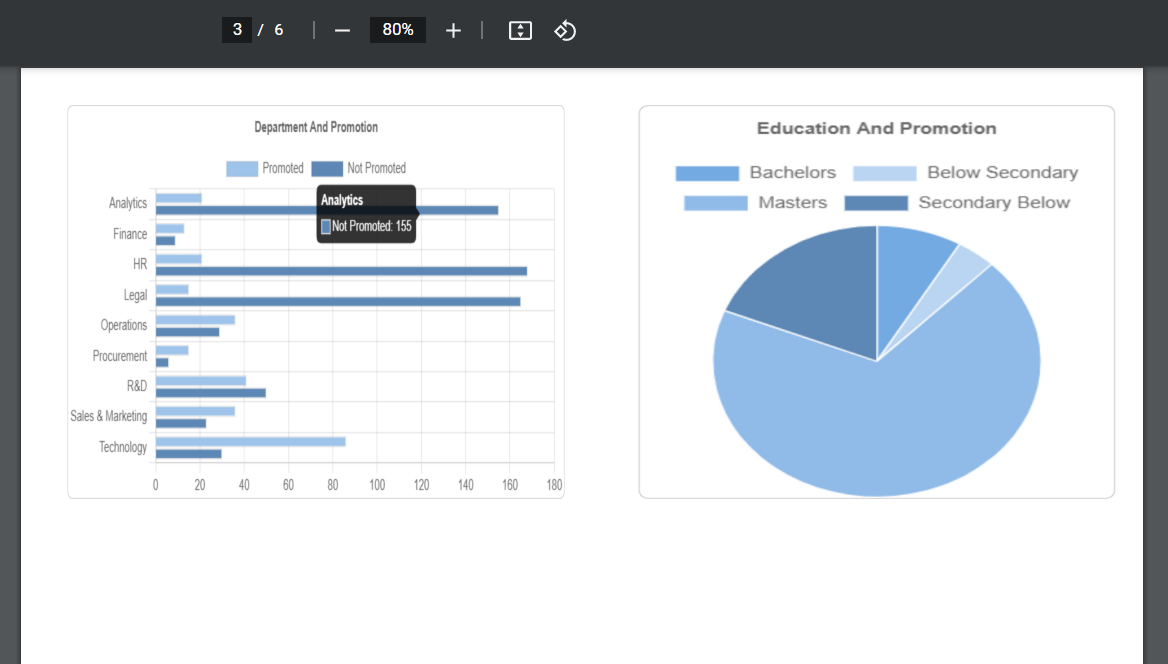 3 / 6
80%
Department And Promotion
Promoted Not Promoted
Analytics
Finance
HR
Legal
Operations
Procurement
R&D
Sales & Marketing
Technology
Analytics
Not Promoted: 155
0 20 40 60 80 100 120 140 160 180
Education And Promotion
Bachelors Below Secondary
Masters Secondary Below